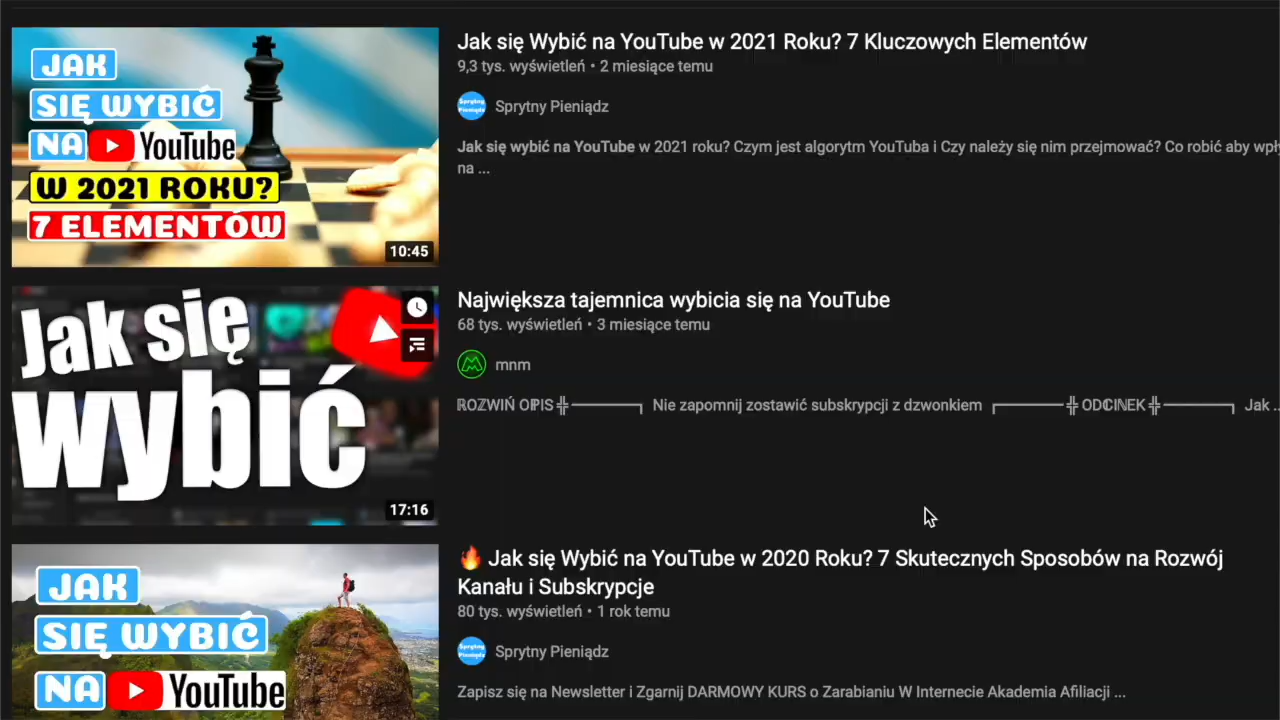 JAK
SIĘ WYBIĆ
NA YouTube
W 2021 ROKU?
7 ELEMENTÓW
10:45
Jak się Wybić na YouTube w 2021 Roku? 7 Kluczowych Elementów
9,3 tys. wyświetleń • 2 miesiące temu
Sprytny Pieniądz
Sprytny Pieniądz
Jak się wybić na YouTube w 2021 roku? Czym jest algorytm YouTuba i Czy należy się nim przejmować? Co robić aby
na ...
Jak się
wybić
17:16
Największa tajemnica wybicia się na YouTube
68 tys. wyświetleń • 3 miesiące temu
mnm
ℝOZWIŃ OℙIS ╬────┐ Nie zapomnij zostawić subskrypcji z dzwonkiem ┌────╬ ODℂINEK ╬────┐ Jak ...
JAK
SIĘ WYBIĆ
NA YouTube
🔥 Jak się Wybić na YouTube w 2020 Roku? 7 Skutecznych Sposobów na Rozwój
Kanału i Subskrypcje
80 tys. wyświetleń • 1 rok temu
Sprytny Pieniądz
Sprytny Pieniądz
Zapisz się na Newsletter i Zgarnij DARMOWY KURS o Zarabianiu W Internecie Akademia Afiliacji ...